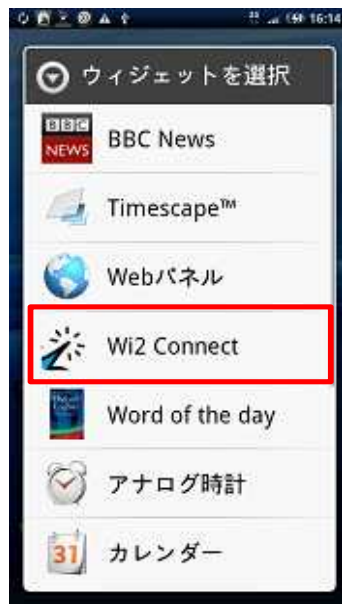 16:14
ウィジェットを選択
BBC
NEWS
BBC News
Timescape™
Webパネル
Wi2 Connect
Word of the day
アナログ時計
31
カレンダー